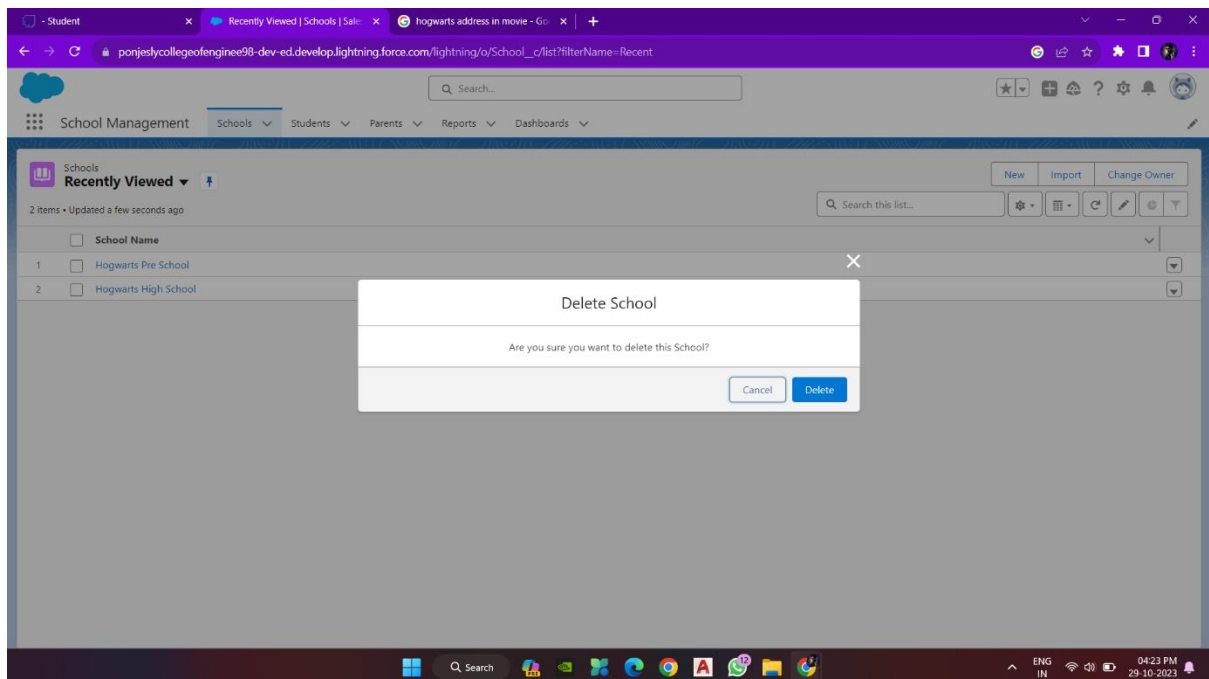 - Student
Recently Viewed | Schools | Sale
hogwarts address in movie - Go
ponjeslycollegeofenginee98-dev-ed.develop.lightning.force.com/lightning/o/School__c/list?filterName=Recent
Search...
School Management
Schools
Students
Parents
Reports
Dashboards
Schools
Recently Viewed
New
Import
Change Owner
2 items • Updated a few seconds ago
Search this list...
School Name
1 Hogwarts Pre School
2 Hogwarts High School
Delete School
Are you sure you want to delete this School?
Cancel
Delete
Search
12
ENG
IN
04:23 PM
29-10-2023